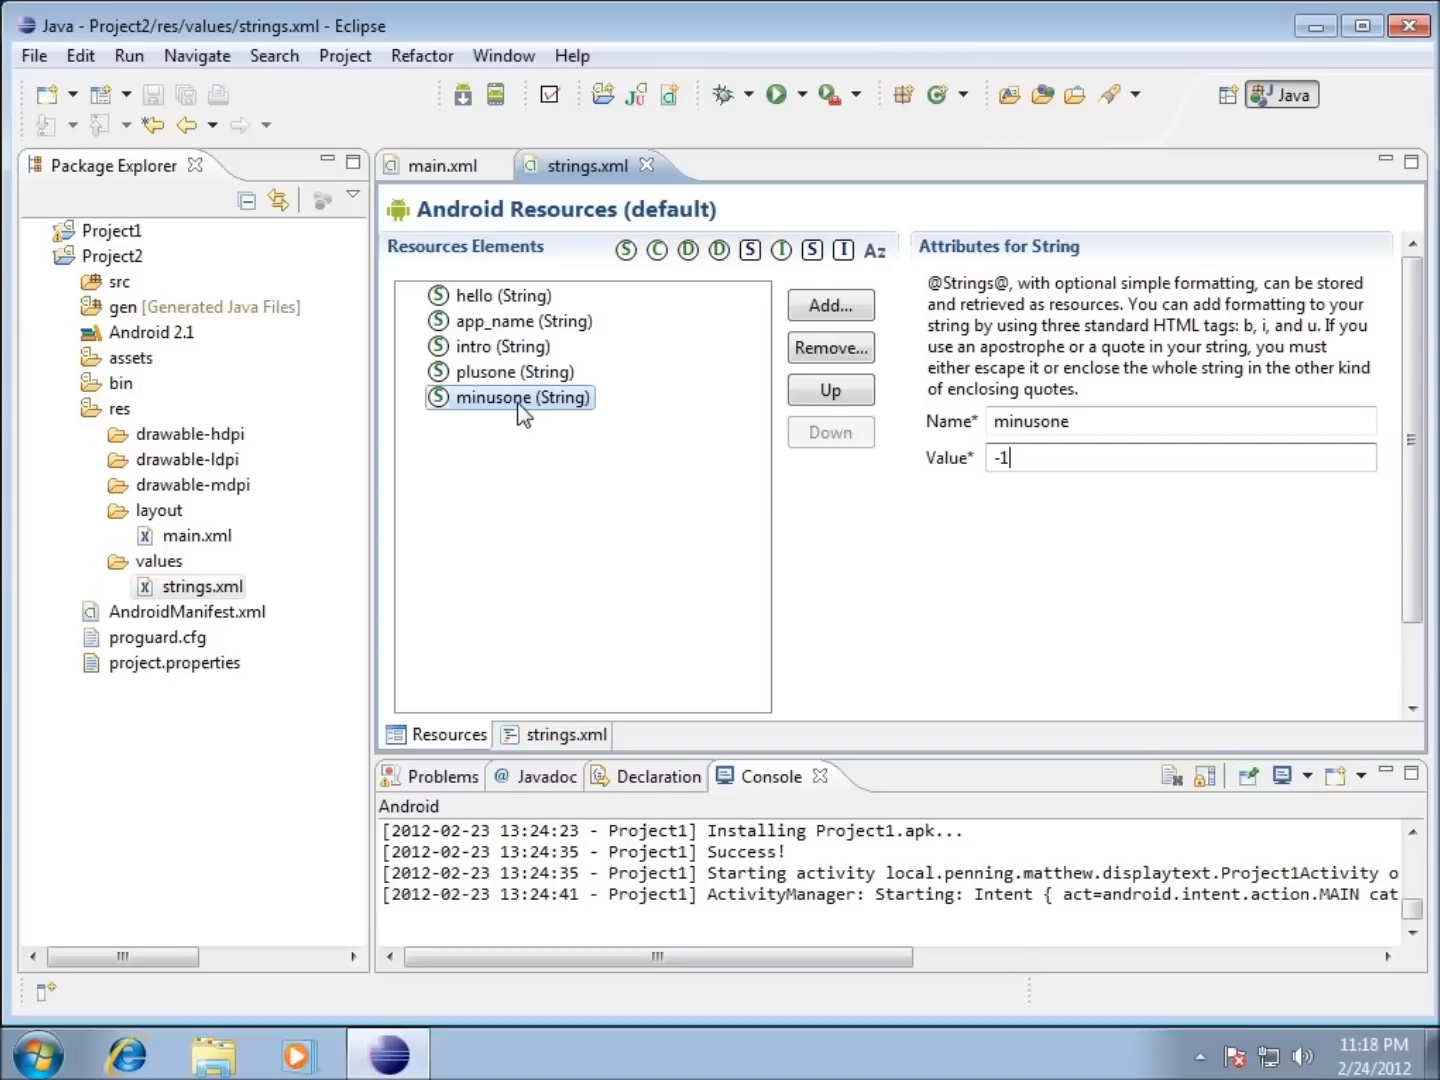 Java - Project2/res/values/strings.xml - Eclipse
File Edit Run Navigate Search Project Refactor Window Help
Java
Package Explorer
Project1
Project2
src
gen [Generated Java Files]
Android 2.1
assets
bin
res
drawable-hdpi
drawable-ldpi
drawable-mdpi
layout
main.xml
values
strings.xml
AndroidManifest.xml
proguard.cfg
project.properties
main.xml strings.xml
Android Resources (default)
Resources Elements
S C D D S I S I Az
S hello (String)
S app_name (String)
S intro (String)
S plusone (String)
S minusone (String)
Add...
Remove...
Up
Down
Attributes for String
@Strings@, with optional simple formatting, can be stored
and retrieved as resources. You can add formatting to your
string by using three standard HTML tags: b, i, and u. If you
use an apostrophe or a quote in your string, you must
either escape it or enclose the whole string in the other kind
of enclosing quotes.
Name* minusone
Value* -1
Resources strings.xml
Problems @ Javadoc Declaration Console
Android
[2012-02-23 13:24:23 - Project1] Installing Project1.apk...
[2012-02-23 13:24:35 - Project1] Success!
[2012-02-23 13:24:35 - Project1] Starting activity local.penning.matthew.displaytext.Project1Activity o
[2012-02-23 13:24:41 - Project1] ActivityManager: Starting: Intent { act=android.intent.action.MAIN cat
11:18 PM
2/24/2012